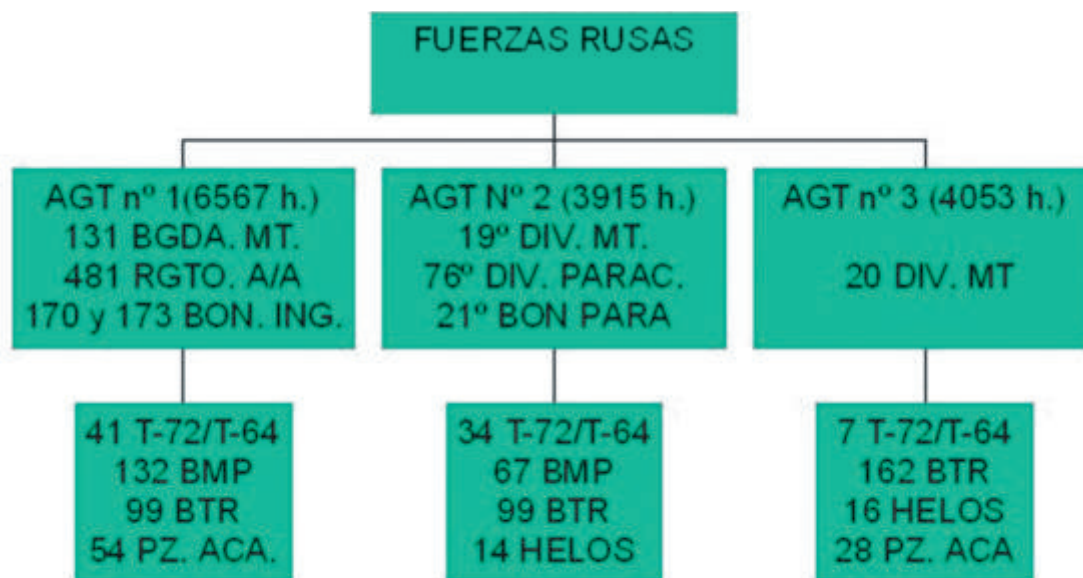 FUERZAS RUSAS
AGT nº 1(6567 h.)
131 BGDA. MT.
481 RGTO. A/A
170 y 173 BON. ING.
AGT Nº 2 (3915 h.)
19º DIV. MT.
76º DIV. PARAC.
21º BON PARA
AGT nº 3 (4053 h.)
20 DIV. MT
41 T-72/T-64
132 BMP
99 BTR
54 PZ. ACA.
34 T-72/T-64
67 BMP
99 BTR
14 HELOS
7 T-72/T-64
162 BTR
16 HELOS
28 PZ. ACA